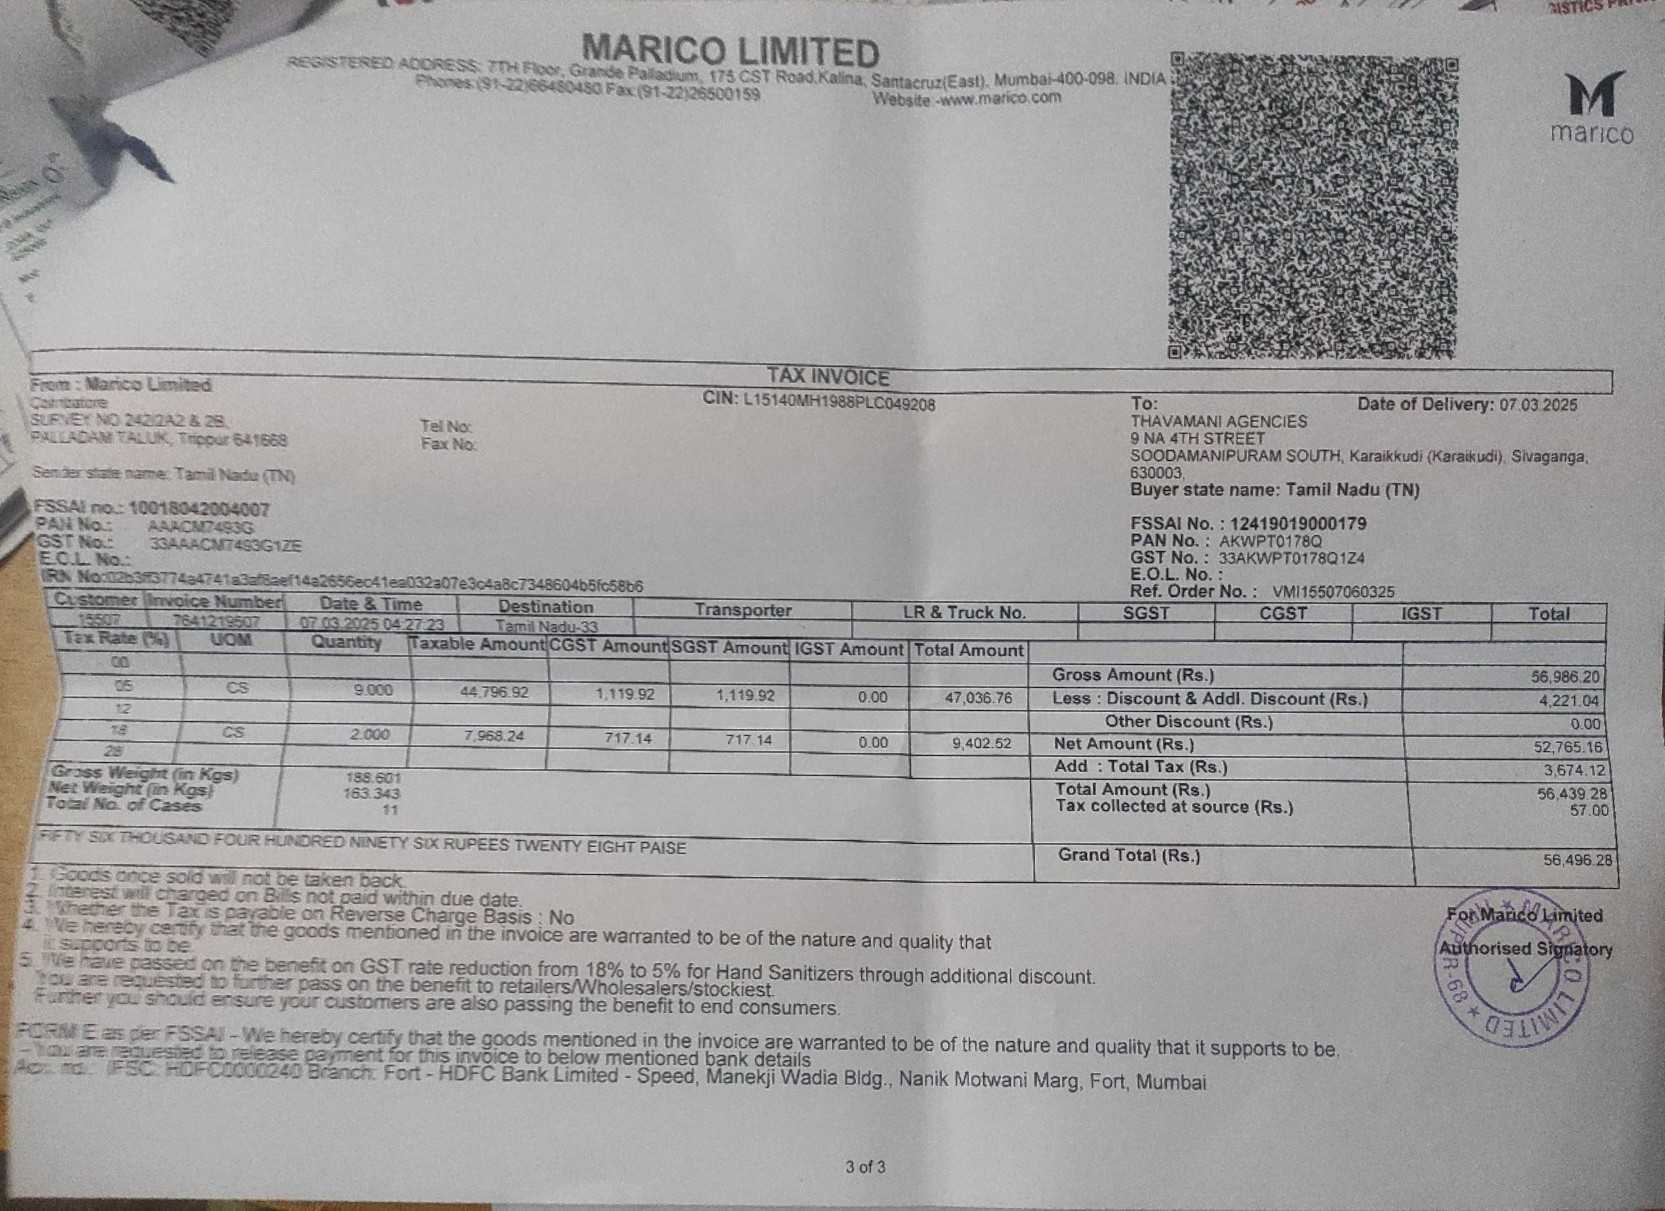 MARICO LIMITED
REGISTERED ADDRESS: 7TH Floor, Grande Palladium, 175 CST Road,Kalina, Santacruz(East), Mumbai-400-098. INDIA
Phones:(91-22)66480480 Fax:(91-22)26500159 Website:-www.marico.com
marico
TAX INVOICE
From : Marico Limited
Coimbatore
SURVEY NO 242/2A2 & 2B,
PALLADAM TALUK, Trippur 641668
Sender state name: Tamil Nadu (TN)
FSSAI no.: 10018042004007
PAN No.: AAACM7493G
GST No.: 33AAACM7493G1ZE
E.O.L. No.:
IRN No:02b3ff3774a4741a3af8aef14a2656ec41ea032a07e3c4a8c7348604b5fc58b6
Tel No:
Fax No:
CIN: L15140MH1988PLC049208
To: Date of Delivery: 07.03.2025
THAVAMANI AGENCIES
9 NA 4TH STREET
SOODAMANIPURAM SOUTH, Karaikkudi (Karaikudi), Sivaganga,
630003,
Buyer state name: Tamil Nadu (TN)
FSSAI No. : 12419019000179
PAN No. : AKWPT0178Q
GST No. : 33AKWPT0178Q1Z4
E.O.L. No. :
Ref. Order No. : VMI15507060325
Customer Invoice Number Date & Time Destination Transporter LR & Truck No. SGST CGST IGST Total
15507 7641219507 07.03.2025 04:27:23 Tamil Nadu-33
Tax Rate (%) UOM Quantity Taxable Amount CGST Amount SGST Amount IGST Amount Total Amount
00
05 CS 9.000 44,796.92 1,119.92 1,119.92 0.00 47,036.76
12
18 CS 2.000 7,968.24 717.14 717.14 0.00 9,402.52
28
Gross Weight (in Kgs) 188.601
Net Weight (in Kgs) 163.343
Total No. of Cases 11
Gross Amount (Rs.) 56,986.20
Less : Discount & Addl. Discount (Rs.) 4,221.04
Other Discount (Rs.) 0.00
Net Amount (Rs.) 52,765.16
Add : Total Tax (Rs.) 3,674.12
Total Amount (Rs.) 56,439.28
Tax collected at source (Rs.) 57.00
FIFTY SIX THOUSAND FOUR HUNDRED NINETY SIX RUPEES TWENTY EIGHT PAISE
Grand Total (Rs.) 56,496.28
1. Goods once sold will not be taken back.
2. Interest will charged on Bills not paid within due date.
3. Whether the Tax is payable on Reverse Charge Basis : No
4. We hereby certify that the goods mentioned in the invoice are warranted to be of the nature and quality that
it supports to be.
5. We have passed on the benefit on GST rate reduction from 18% to 5% for Hand Sanitizers through additional discount.
You are requested to further pass on the benefit to retailers/Wholesalers/stockiest.
Further you should ensure your customers are also passing the benefit to end consumers.
For Marico Limited
Authorised Signatory
MARICO LIMITED
FORM E as per FSSAI - We hereby certify that the goods mentioned in the invoice are warranted to be of the nature and quality that it supports to be.
- You are requested to release payment for this invoice to below mentioned bank details
Acc. no.: IFSC: HDFC0000240 Branch: Fort - HDFC Bank Limited - Speed, Manekji Wadia Bldg., Nanik Motwani Marg, Fort, Mumbai
3 of 3